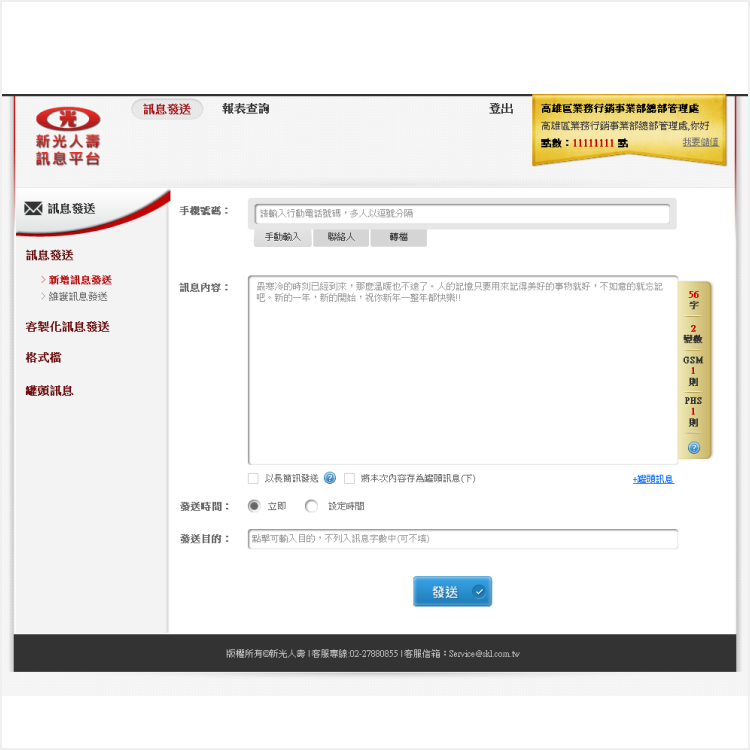 新光人壽
訊息平台
訊息發送
報表查詢
登出
高雄區業務行銷事業部總部管理處
高雄區業務行銷事業部總部管理處,你好
點數：11111111 點
我要儲值
訊息發送
訊息發送
新增訊息發送
維護訊息發送
客製化訊息發送
格式檔
罐頭訊息
手機號碼：
請輸入行動電話號碼，多人以逗號分隔
手動輸入
聯絡人
轉檔
訊息內容：
最寒冷的時刻已經到來，那麼溫暖也不遠了。人的記憶只要用來記得美好的事物就好，不如意的就忘記
吧。新的一年，新的開始，祝你新年一整年都快樂!!
56
字
2
變數
GSM
1
則
PHS
1
則
以長簡訊發送
將本次內容存為罐頭訊息(下)
+罐頭訊息
發送時間：
立即
設定時間
發送目的：
點擊可輸入目的，不列入訊息字數中(可不填)
發送
版權所有©新光人壽 | 客服專線:02-27880855 | 客服信箱：Service@skl.com.tw